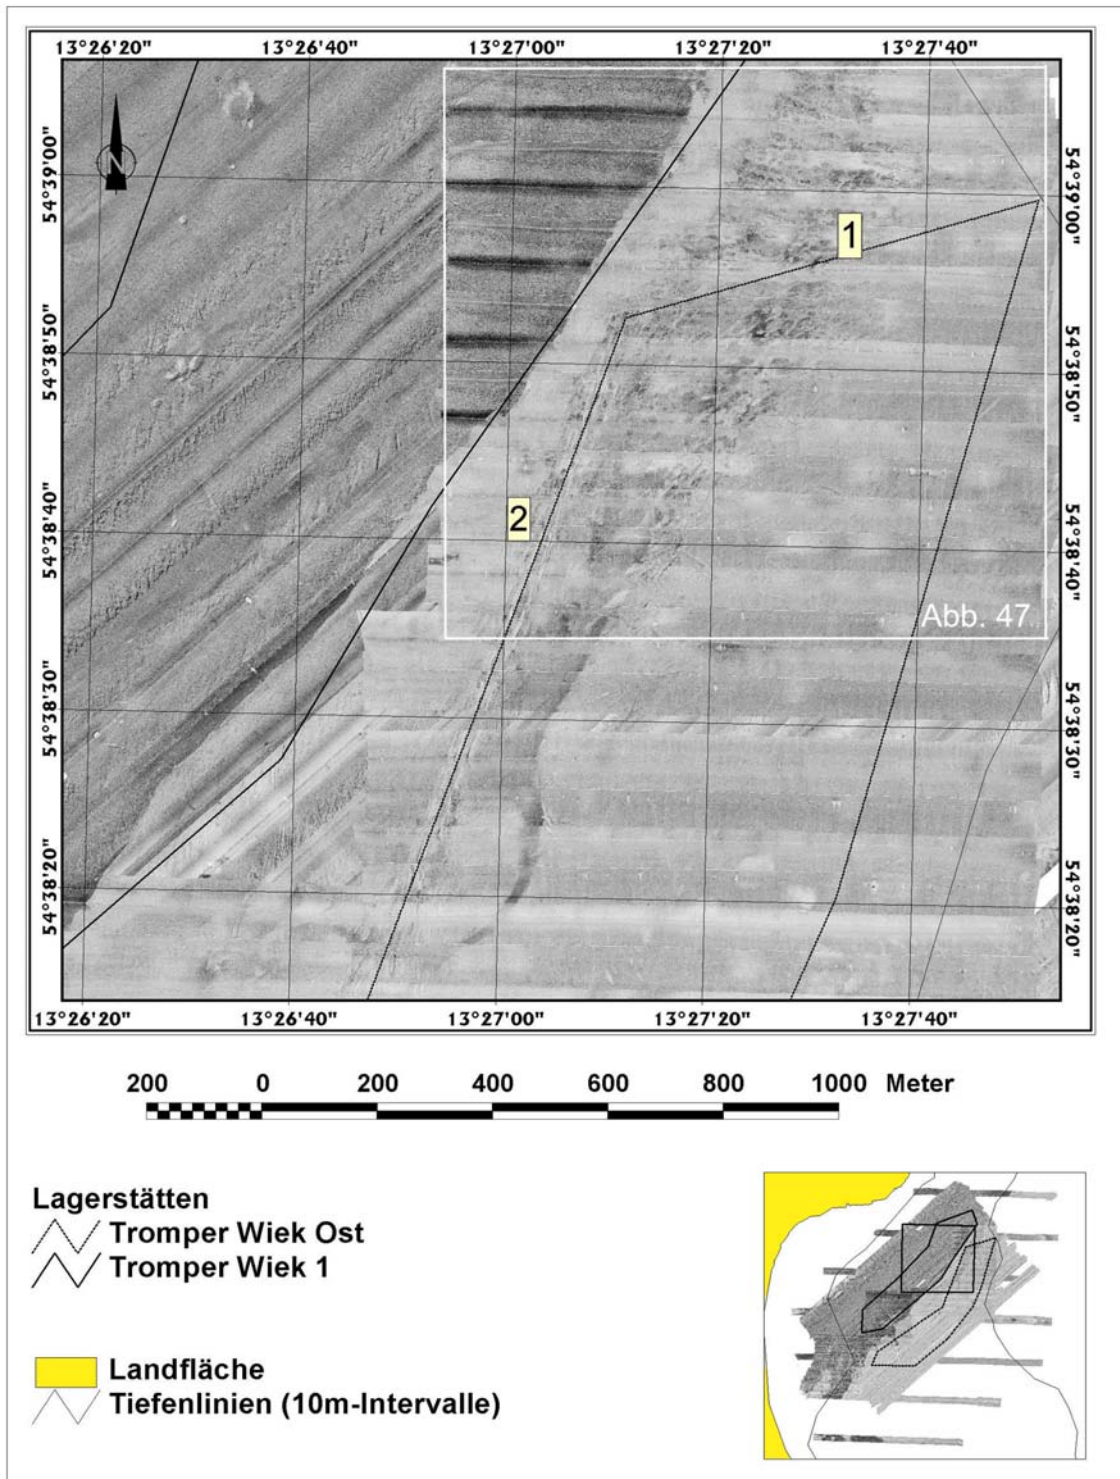 13°26'20" 13°26'40" 13°27'00" 13°27'20" 13°27'40"
N
54°39'00" 54°39'00"
1
54°38'50" 54°38'50"
2
54°38'40" 54°38'40"
Abb. 47
54°38'30" 54°38'30"
54°38'20" 54°38'20"
13°26'20" 13°26'40" 13°27'00" 13°27'20" 13°27'40"
200 0 200 400 600 800 1000 Meter
Lagerstätten
Tromper Wiek Ost
Tromper Wiek 1
Landfläche
Tiefenlinien (10m-Intervalle)